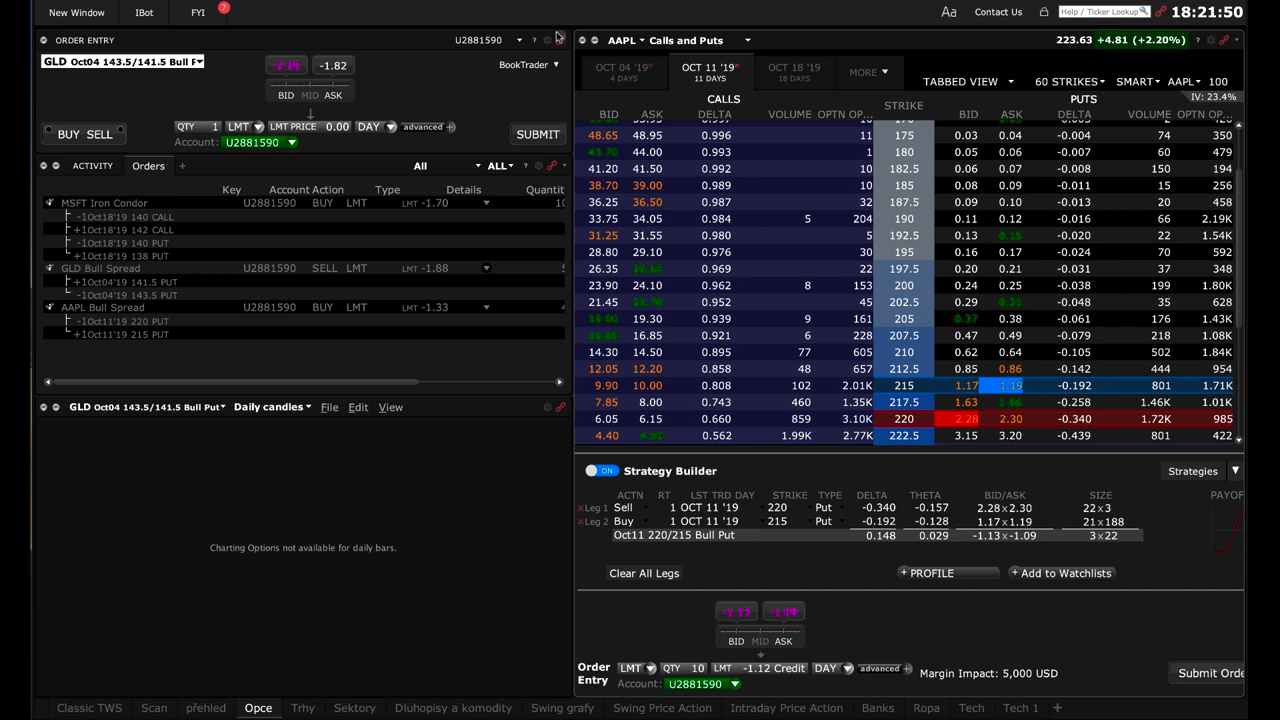 New Window IBot FYI 7 Aa Contact Us Help / Ticker Lookup 18:21:50
ORDER ENTRY U2881590 ?
GLD Oct04 143.5/141.5 Bull P
-1.82 BookTrader
BID MID ASK
BUY SELL QTY 1 LMT LMT PRICE 0.00 DAY advanced SUBMIT
Account: U2881590
ACTIVITY Orders + All ALL ?
Key Account Action Type Details Quantit
MSFT Iron Condor U2881590 BUY LMT LMT -1.70 10
-1Oct18'19 140 CALL
+1Oct18'19 142 CALL
-1Oct18'19 140 PUT
+1Oct18'19 138 PUT
GLD Bull Spread U2881590 SELL LMT LMT -1.88
+1Oct04'19 141.5 PUT
-1Oct04'19 143.5 PUT
AAPL Bull Spread U2881590 BUY LMT LMT -1.33
-1Oct11'19 220 PUT
+1Oct11'19 215 PUT
GLD Oct04 143.5/141.5 Bull Put Daily candles File Edit View
Charting Options not available for daily bars.
AAPL Calls and Puts 223.63 +4.81 (+2.20%) ?
OCT 04 '19 OCT 11 '19 OCT 18 '19 MORE
4 DAYS 11 DAYS 18 DAYS
TABBED VIEW 60 STRIKES SMART AAPL 100
CALLS PUTS IV: 23.4%
BID ASK DELTA VOLUME OPTN OP... STRIKE BID ASK DELTA VOLUME OPTN OP...
48.65 48.95 0.996 11 175 0.03 0.04 -0.004 74 350
44.00 0.993 1 180 0.05 0.06 -0.007 60 479
41.20 41.50 0.992 10 182.5 0.06 0.07 -0.008 150 194
38.70 39.00 0.989 10 185 0.08 0.09 -0.011 15 256
36.25 36.50 0.987 32 187.5 0.09 0.10 -0.013 20 458
33.75 34.05 0.984 5 204 190 0.11 0.12 -0.016 66 2.19K
31.25 31.55 0.980 5 192.5 0.13 0.15 -0.020 22 1.54K
28.80 29.10 0.976 30 195 0.16 0.17 -0.024 70 592
26.35 0.969 22 197.5 0.20 0.21 -0.031 37 348
23.90 24.10 0.962 8 153 200 0.24 0.25 -0.038 199 1.80K
21.45 0.952 45 202.5 0.29 0.31 -0.048 35 628
19.30 0.939 9 161 205 0.37 0.38 -0.061 176 1.43K
16.85 0.921 6 228 207.5 0.47 0.49 -0.079 218 1.08K
14.30 14.50 0.895 77 605 210 0.62 0.64 -0.105 502 1.84K
12.05 12.20 0.858 48 657 212.5 0.85 0.86 -0.142 444 954
9.90 10.00 0.808 102 2.01K 215 1.17 1.19 -0.192 801 1.71K
7.85 8.00 0.743 460 1.35K 217.5 1.63 -0.258 1.46K 1.01K
6.05 6.15 0.660 859 3.10K 220 2.28 2.30 -0.340 1.72K 985
4.40 0.562 1.99K 2.77K 222.5 3.15 3.20 -0.439 801 422
ON Strategy Builder Strategies
ACTN RT LST TRD DAY STRIKE TYPE DELTA THETA BID/ASK SIZE PAYOF
Leg 1 Sell 1 OCT 11 '19 220 Put -0.340 -0.157 2.28x2.30 22x3
Leg 2 Buy 1 OCT 11 '19 215 Put -0.192 -0.128 1.17x1.19 21x188
Oct11 220/215 Bull Put 0.148 0.029 -1.13x-1.09 3x22
Clear All Legs + PROFILE + Add to Watchlists
BID MID ASK
Order Entry LMT QTY 10 LMT -1.12 Credit DAY advanced Margin Impact: 5,000 USD Submit Orde
Account: U2881590
Classic TWS Scan přehled Opce Trhy Sektory Dluhopisy a komodity Swing grafy Swing Price Action Intraday Price Action Banks Ropa Tech Tech 1 +